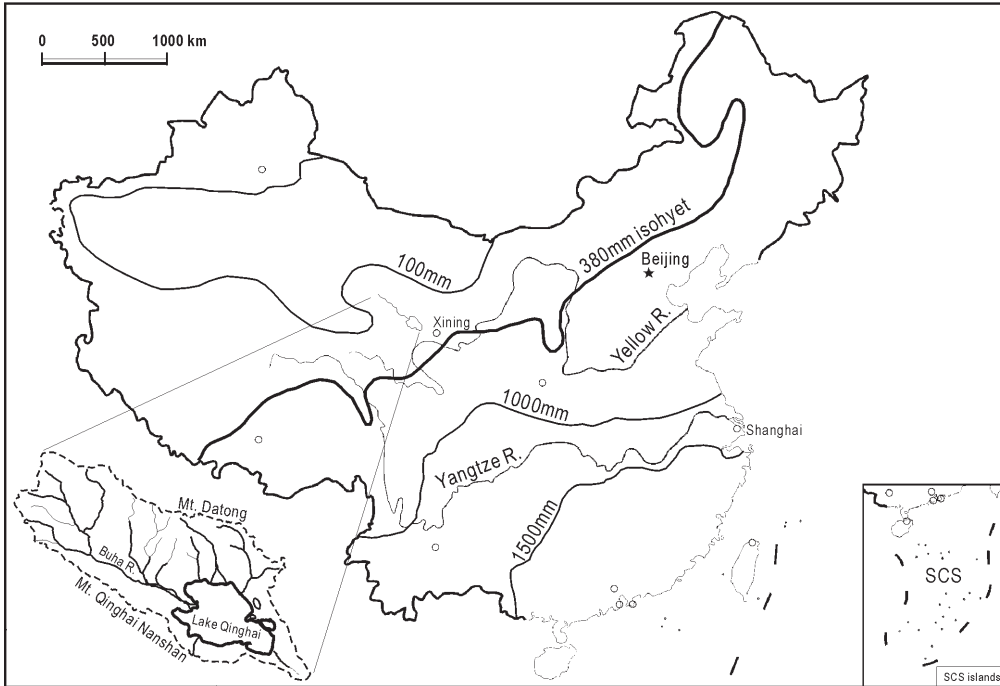 0 500 1000 km
380mm isohyet
Beijing
100mm
Xining
Yellow R.
1000mm
Shanghai
Yangtze R.
1500mm
Mt. Datong
Buha R.
Mt. Qinghai Nanshan
Lake Qinghai
SCS
SCS islands